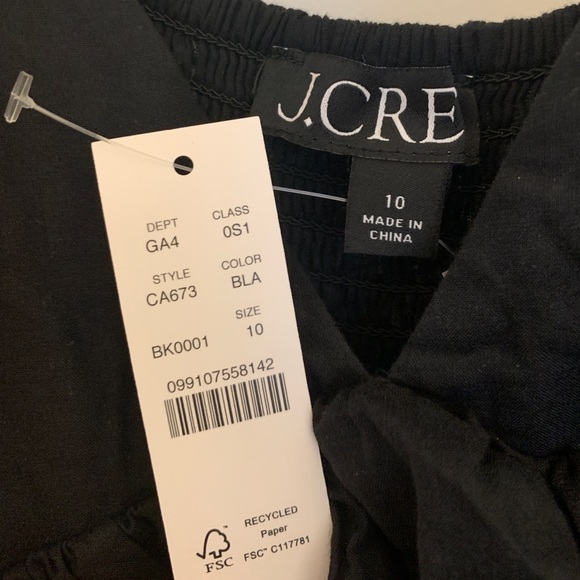 J.CRE
10
MADE IN
CHINA
DEPT CLASS
GA4 0S1
STYLE COLOR
CA673 BLA
SIZE
BK0001 10
099107558142
RECYCLED
Paper
FSC® C117781
FSC